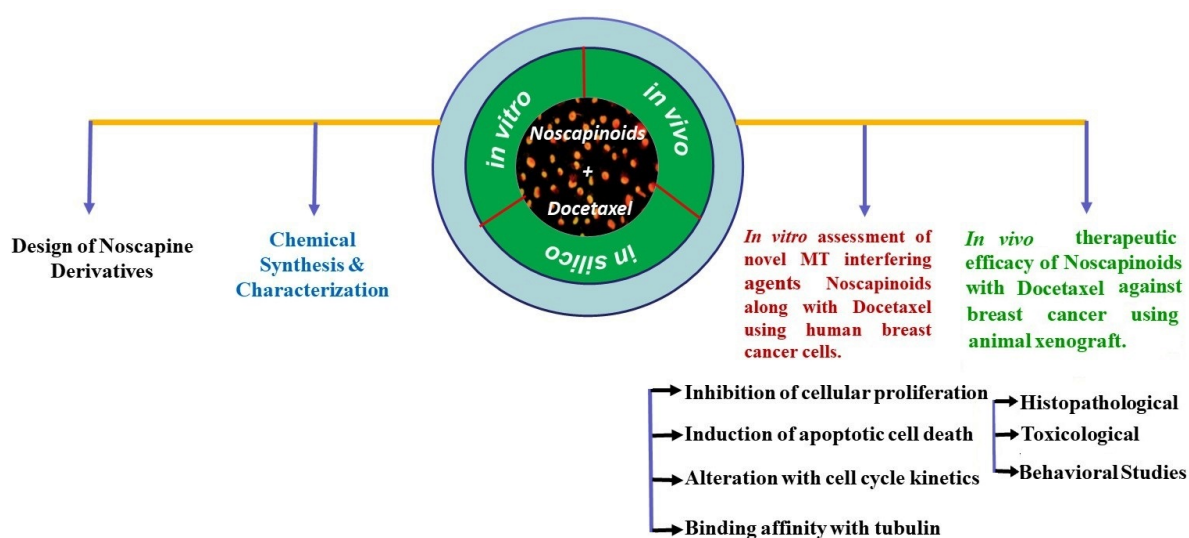 in vitro
in vivo
in silico
Noscapinoids
+
Docetaxel
Design of Noscapine
Derivatives
Chemical
Synthesis &
Characterization
In vitro assessment of
novel MT interfering
agents Noscapinoids
along with Docetaxel
using human breast
cancer cells.
In vivo therapeutic
efficacy of Noscapinoids
with Docetaxel against
breast cancer using
animal xenograft.
Inhibition of cellular proliferation
Induction of apoptotic cell death
Alteration with cell cycle kinetics
Binding affinity with tubulin
Histopathological
Toxicological
Behavioral Studies